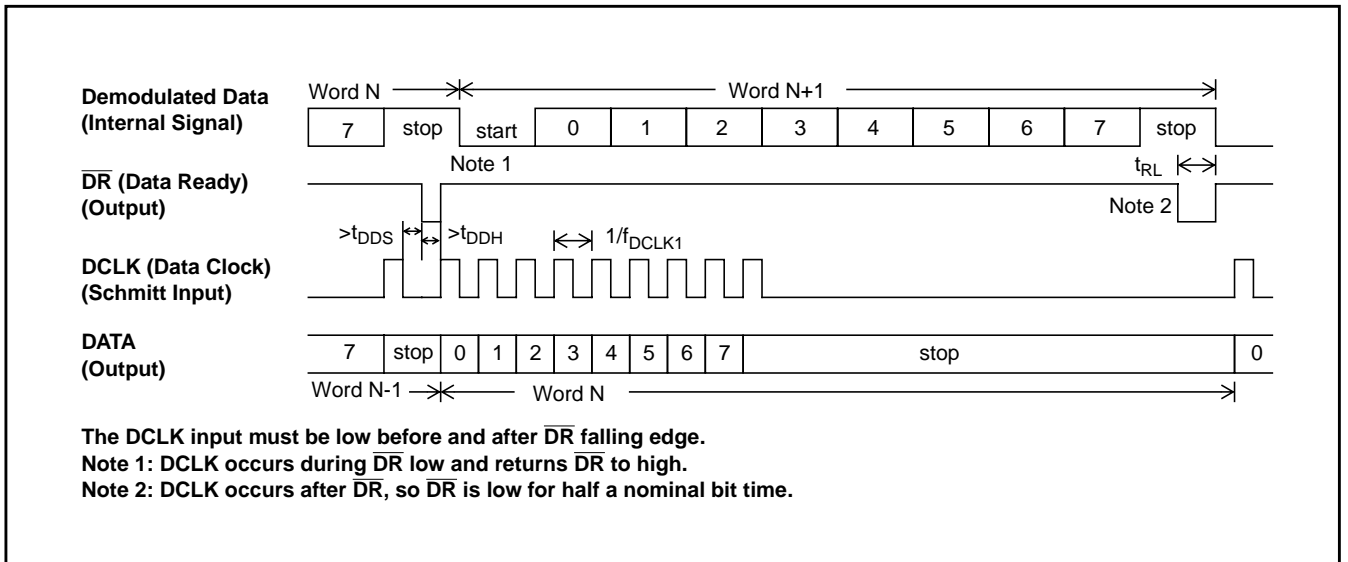 Demodulated Data
(Internal Signal)
Word N
Word N+1
7 stop start 0 1 2 3 4 5 6 7 stop
Note 1
tRL
DR (Data Ready)
(Output)
Note 2
>tDDS
>tDDH
1/fDCLK1
DCLK (Data Clock)
(Schmitt Input)
DATA
(Output)
7 stop 0 1 2 3 4 5 6 7 stop 0
Word N-1
Word N
The DCLK input must be low before and after DR falling edge.
Note 1: DCLK occurs during DR low and returns DR to high.
Note 2: DCLK occurs after DR, so DR is low for half a nominal bit time.